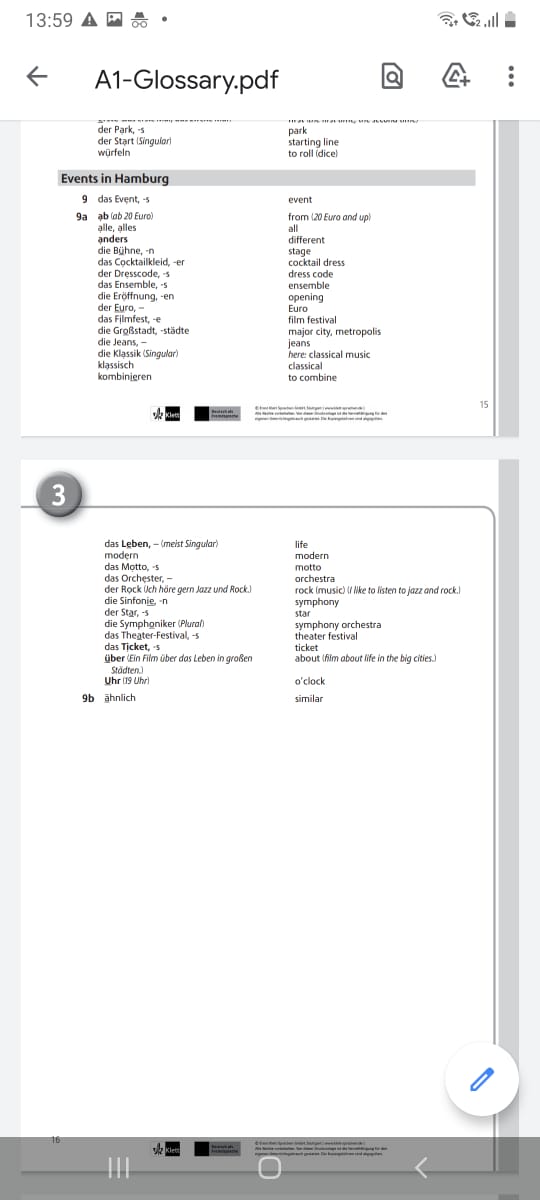 13:59
A1-Glossary.pdf
der Park, -s park
der Start (Singular) starting line
würfeln to roll (dice)
Events in Hamburg
9 das Event, -s event
9a ab (ab 20 Euro) from (20 Euro and up)
alle, alles all
anders different
die Bühne, -n stage
das Cocktailkleid, -er cocktail dress
der Dresscode, -s dress code
das Ensemble, -s ensemble
die Eröffnung, -en opening
der Euro, – Euro
das Filmfest, -e film festival
die Großstadt, -städte major city, metropolis
die Jeans, – jeans
die Klassik (Singular) here: classical music
klassisch classical
kombinieren to combine
Klett Deutsch als
Fremdsprache
15
3
das Leben, – (meist Singular) life
modern modern
das Motto, -s motto
das Orchester, – orchestra
der Rock (Ich höre gern Jazz und Rock.) rock (music) (I like to listen to jazz and rock.)
die Sinfonie, -n symphony
der Star, -s star
die Symphoniker (Plural) symphony orchestra
das Theater-Festival, -s theater festival
das Ticket, -s ticket
über (Ein Film über das Leben in großen about (film about life in the big cities.)
Städten.)
Uhr (19 Uhr) o'clock
9b ähnlich similar
16
Klett Deutsch als
Fremdsprache